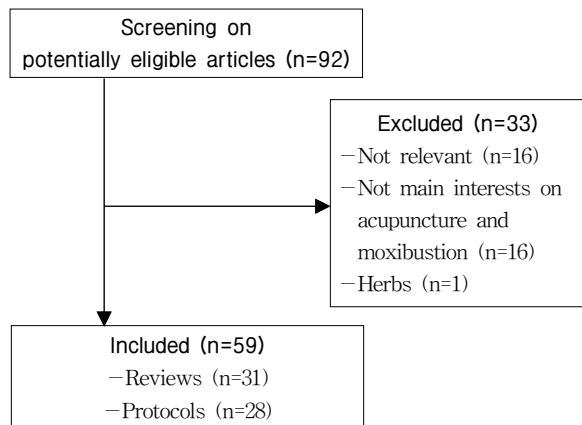 Screening on
potentially eligible articles (n=92)
Excluded (n=33)
－Not relevant (n=16)
－Not main interests on
acupuncture and
moxibustion (n=16)
－Herbs (n=1)
Included (n=59)
－Reviews (n=31)
－Protocols (n=28)